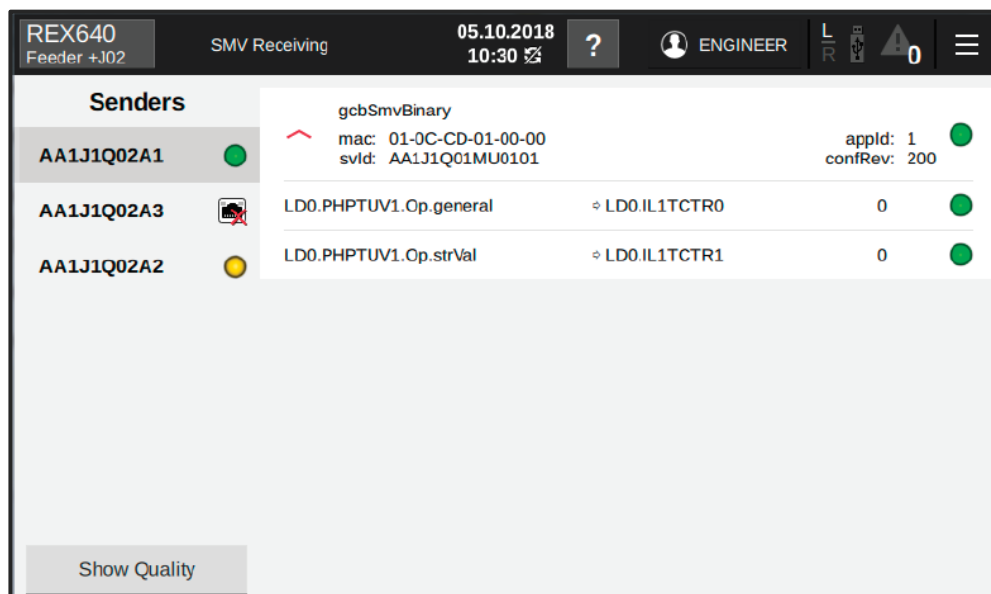 REX640
Feeder +J02
SMV Receiving
05.10.2018
10:30
?
ENGINEER
L
R
0
Senders
AA1J1Q02A1
AA1J1Q02A3
AA1J1Q02A2
gcbSmvBinary
mac: 01-0C-CD-01-00-00
svId: AA1J1Q01MU0101
appId: 1
confRev: 200
LD0.PHPTUV1.Op.general ⇨ LD0.IL1TCTR0 0
LD0.PHPTUV1.Op.strVal ⇨ LD0.IL1TCTR1 0
Show Quality